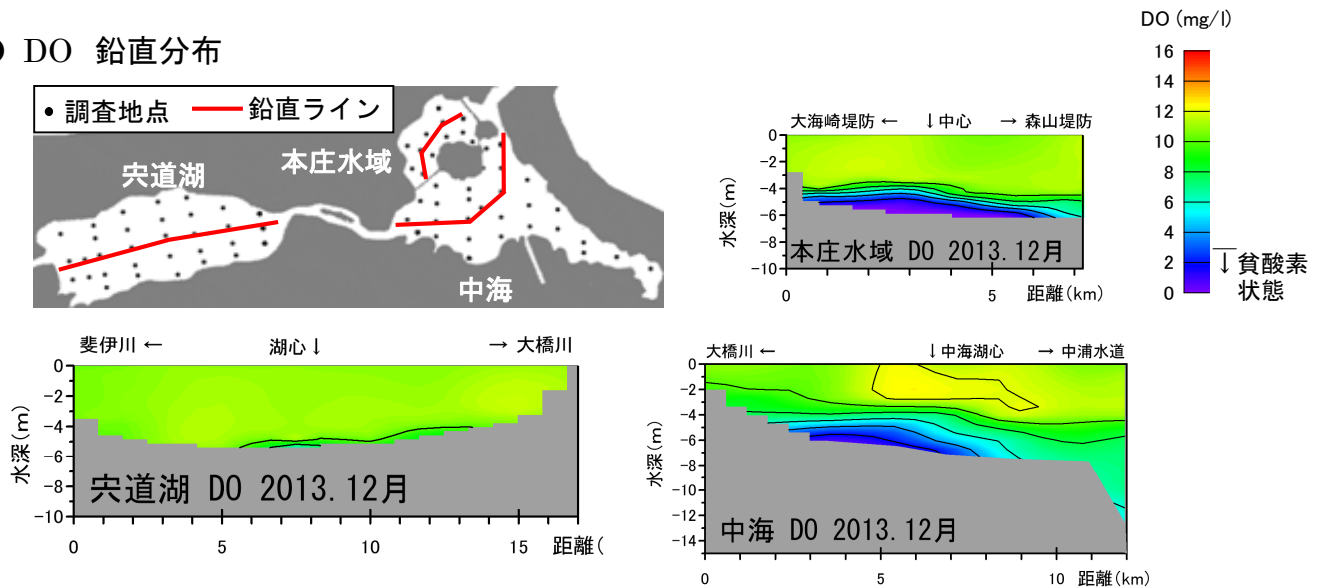 DO 鉛直分布
• 調査地点 ━ 鉛直ライン
宍道湖
本庄水域
中海
DO (mg/l)
16
14
12
10
8
6
4
2
0
↓ 貧酸素
状態
大海崎堤防 ← ↓中心 → 森山堤防
水深(m)
0
-2
-4
-6
-8
-10
本庄水域 DO 2013.12月
0 5 距離(km)
斐伊川 ← 湖心↓ → 大橋川
水深(m)
0
-2
-4
-6
-8
-10
宍道湖 DO 2013.12月
0 5 10 15 距離(
大橋川 ← ↓中海湖心 → 中浦水道
水深(m)
0
-2
-4
-6
-8
-10
-12
-14
中海 DO 2013.12月
0 5 10 距離(km)